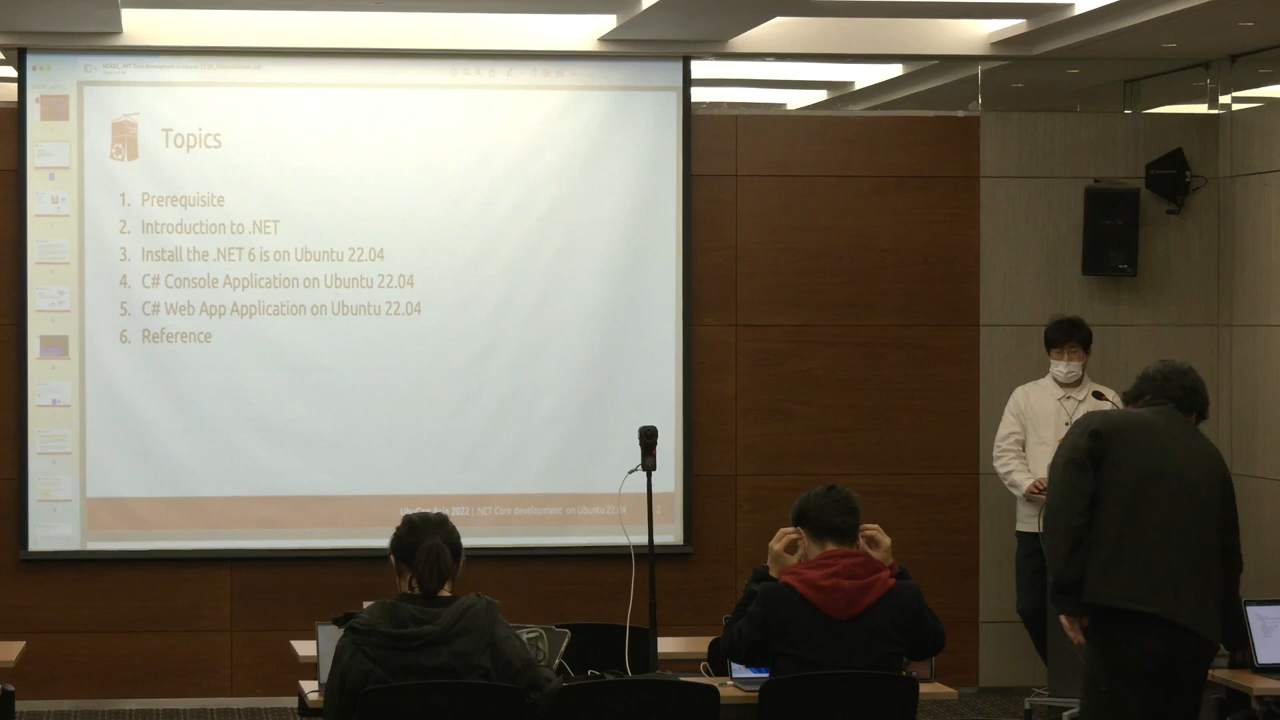 Topics
1. Prerequisite
2. Introduction to .NET
3. Install the .NET 6 is on Ubuntu 22.04
4. C# Console Application on Ubuntu 22.04
5. C# Web App Application on Ubuntu 22.04
6. Reference
Asia 2022 | .NET Core development on Ubuntu 22.04